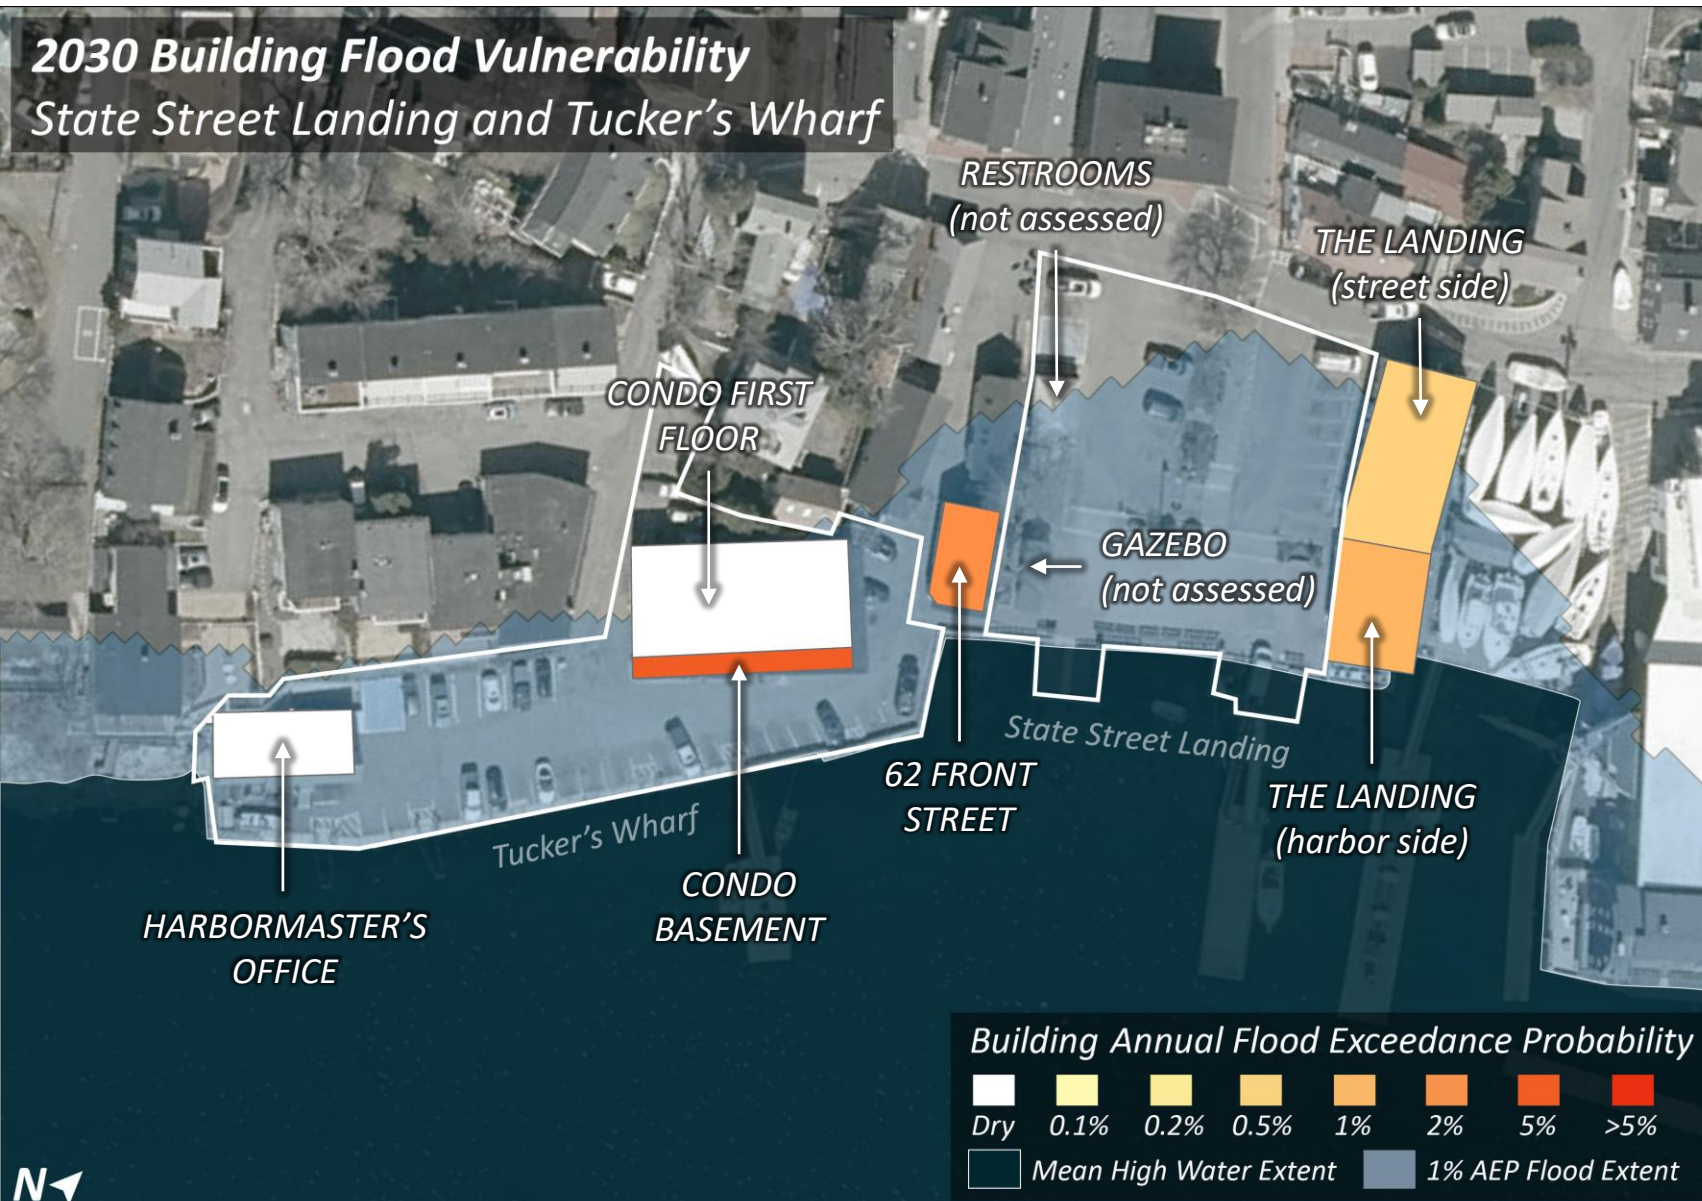 2030 Building Flood Vulnerability
State Street Landing and Tucker's Wharf
RESTROOMS
(not assessed)
THE LANDING
(street side)
CONDO FIRST
FLOOR
GAZEBO
(not assessed)
State Street Landing
62 FRONT
STREET
THE LANDING
(harbor side)
Tucker's Wharf
CONDO
BASEMENT
HARBORMASTER'S
OFFICE
Building Annual Flood Exceedance Probability
Dry 0.1% 0.2% 0.5% 1% 2% 5% >5%
Mean High Water Extent 1% AEP Flood Extent
N